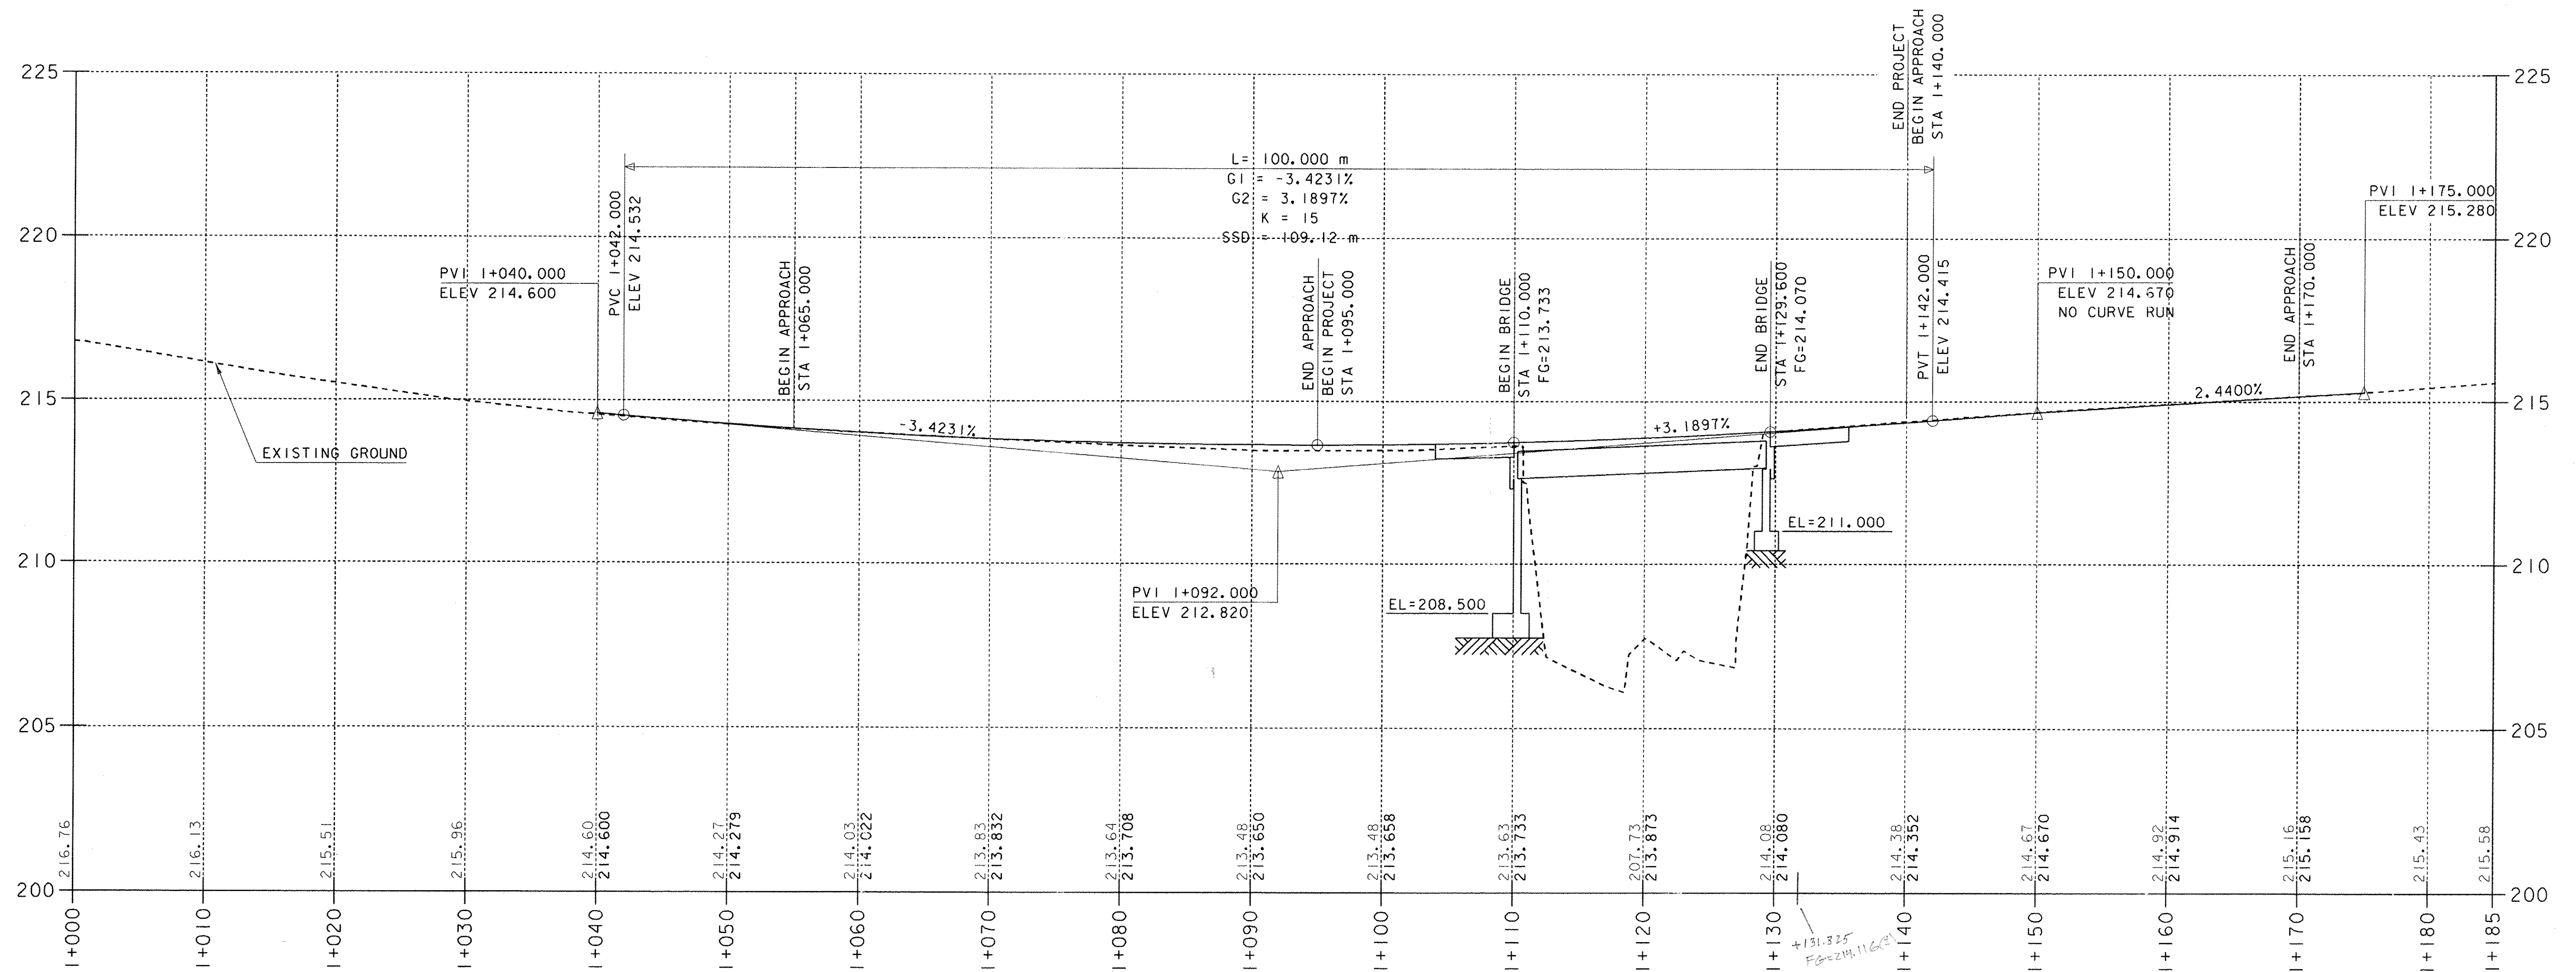 225
220
215
210
205
200
225
220
215
210
205
200
END PROJECT
BEGIN APPROACH
STA 1+140.000
L= 100.000 m
G1 = -3.4231%
G2 = 3.1897%
K = 15
SSD = 109.12 m
PVI 1+040.000
ELEV 214.600
PVC 1+042.000
ELEV 214.532
BEGIN APPROACH
STA 1+065.000
END APPROACH
BEGIN PROJECT
STA 1+095.000
BEGIN BRIDGE
STA 1+110.000
FG=213.733
END BRIDGE
STA 1+129.600
FG=214.070
PVT 1+142.000
ELEV 214.415
PVI 1+150.000
ELEV 214.670
NO CURVE RUN
END APPROACH
STA 1+170.000
PVI 1+175.000
ELEV 215.280
EXISTING GROUND
-3.4231%
+3.1897%
2.4400%
PVI 1+092.000
ELEV 212.820
EL=208.500
EL=211.000
216.76
216.13
215.51
215.96
214.60
214.600
214.27
214.279
214.03
214.022
213.83
213.832
213.64
213.708
213.48
213.650
213.48
213.658
213.63
213.733
207.73
213.873
214.08
214.080
214.38
214.352
214.67
214.670
214.92
214.914
215.16
215.158
215.43
215.58
1+000
1+010
1+020
1+030
1+040
1+050
1+060
1+070
1+080
1+090
1+100
1+110
1+120
1+130
1+140
1+150
1+160
1+170
1+180
1+185
+131.325